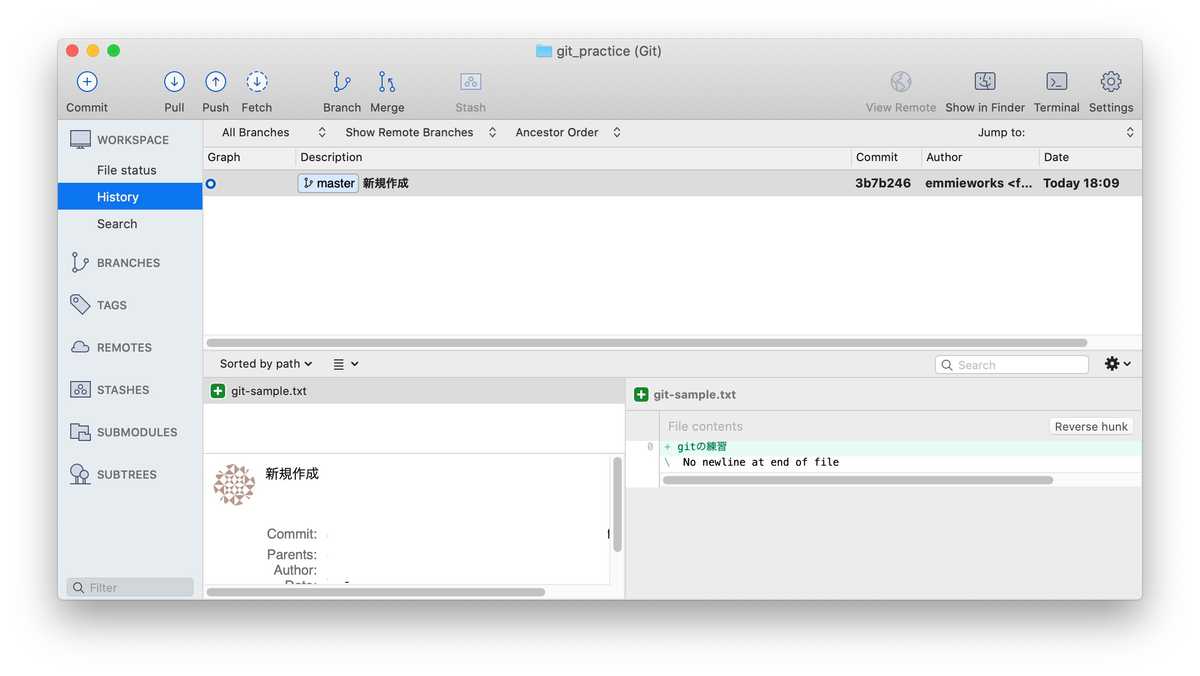 git_practice (Git)
Commit Pull Push Fetch Branch Merge Stash View Remote Show in Finder Terminal Settings
WORKSPACE
File status
History
Search
BRANCHES
TAGS
REMOTES
STASHES
SUBMODULES
SUBTREES
Filter
All Branches Show Remote Branches Ancestor Order Jump to:
Graph Description Commit Author Date
master 新規作成 3b7b246 emmieworks <f... Today 18:09
Sorted by path Search
git-sample.txt
新規作成
Commit:
Parents:
Author:
git-sample.txt
File contents Reverse hunk
0 + gitの練習
\ No newline at end of file